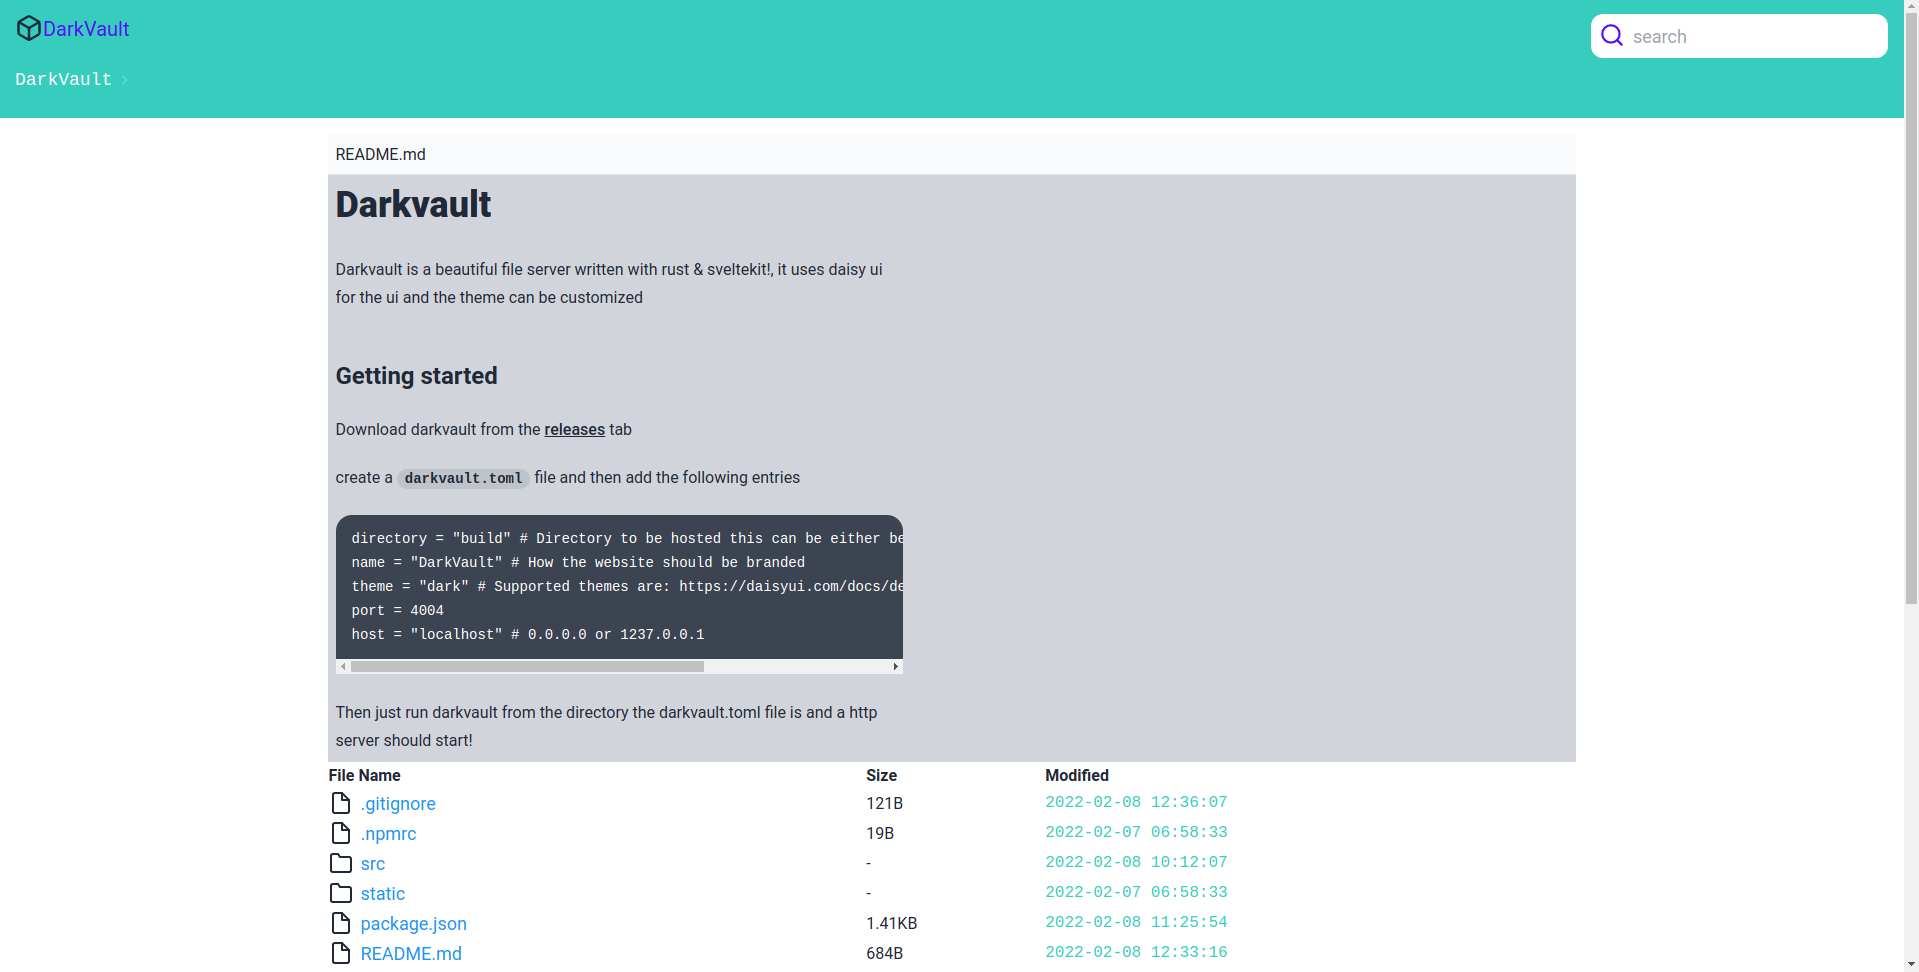 DarkVault
search
DarkVault ›
README.md
Darkvault
Darkvault is a beautiful file server written with rust & sveltekit!, it uses daisy ui
for the ui and the theme can be customized
Getting started
Download darkvault from the releases tab
create a darkvault.toml file and then add the following entries
directory = "build" # Directory to be hosted this can be either be
name = "DarkVault" # How the website should be branded
theme = "dark" # Supported themes are: https://daisyui.com/docs/de
port = 4004
host = "localhost" # 0.0.0.0 or 1237.0.0.1
Then just run darkvault from the directory the darkvault.toml file is and a http
server should start!
File Name Size Modified
.gitignore 121B 2022-02-08 12:36:07
.npmrc 19B 2022-02-07 06:58:33
src - 2022-02-08 10:12:07
static - 2022-02-07 06:58:33
package.json 1.41KB 2022-02-08 11:25:54
README.md 684B 2022-02-08 12:33:16